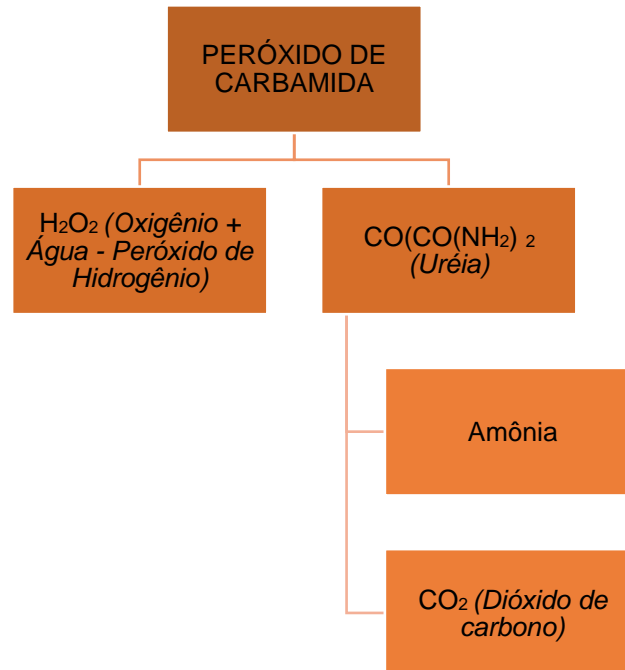 PERÓXIDO DE
CARBAMIDA
H₂O₂ (Oxigênio +
Água - Peróxido de
Hidrogênio)
CO(CO(NH₂) ₂
(Uréia)
Amônia
CO₂ (Dióxido de
carbono)